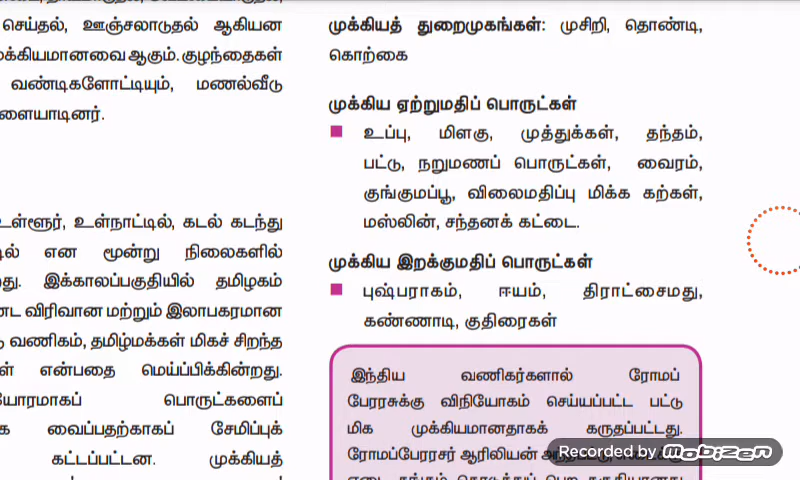 செய்தல், ஊஞ்சலாடுதல் ஆகியன
முக்கியமானவை ஆகும். குழந்தைகள்
வண்டிகளோட்டியும், மணல்வீடு
ளையாடினர்.
உள்ளூர், உள்நாட்டில், கடல் கடந்து
டில் என மூன்று நிலைகளில்
றது. இக்காலப்பகுதியில் தமிழகம்
ண்ட விரிவான மற்றும் இலாபகரமான
வணிகம், தமிழ்மக்கள் மிகச் சிறந்த
ள் என்பதை மெய்ப்பிக்கின்றது.
யோரமாகப் பொருட்களைப்
க வைப்பதற்காகப் சேமிப்புக்
கட்டப்பட்டன. முக்கியத்
முக்கியத் துறைமுகங்கள்: முசிறி, தொண்டி,
கொற்கை
முக்கிய ஏற்றுமதிப் பொருட்கள்
உப்பு, மிளகு, முத்துக்கள், தந்தம்,
பட்டு, நறுமணப் பொருட்கள், வைரம்,
குங்குமப்பூ, விலைமதிப்பு மிக்க கற்கள்,
மஸ்லின், சந்தனக் கட்டை.
முக்கிய இறக்குமதிப் பொருட்கள்
புஷ்பராகம், ஈயம், திராட்சைமது,
கண்ணாடி, குதிரைகள்
இந்திய வணிகர்களால் ரோமப்
பேரரசுக்கு விநியோகம் செய்யப்பட்ட பட்டு
மிக முக்கியமானதாகக் கருதப்பட்டது.
ரோமப்பேரரசர் ஆரிலியன்
Recorded by Mobizen